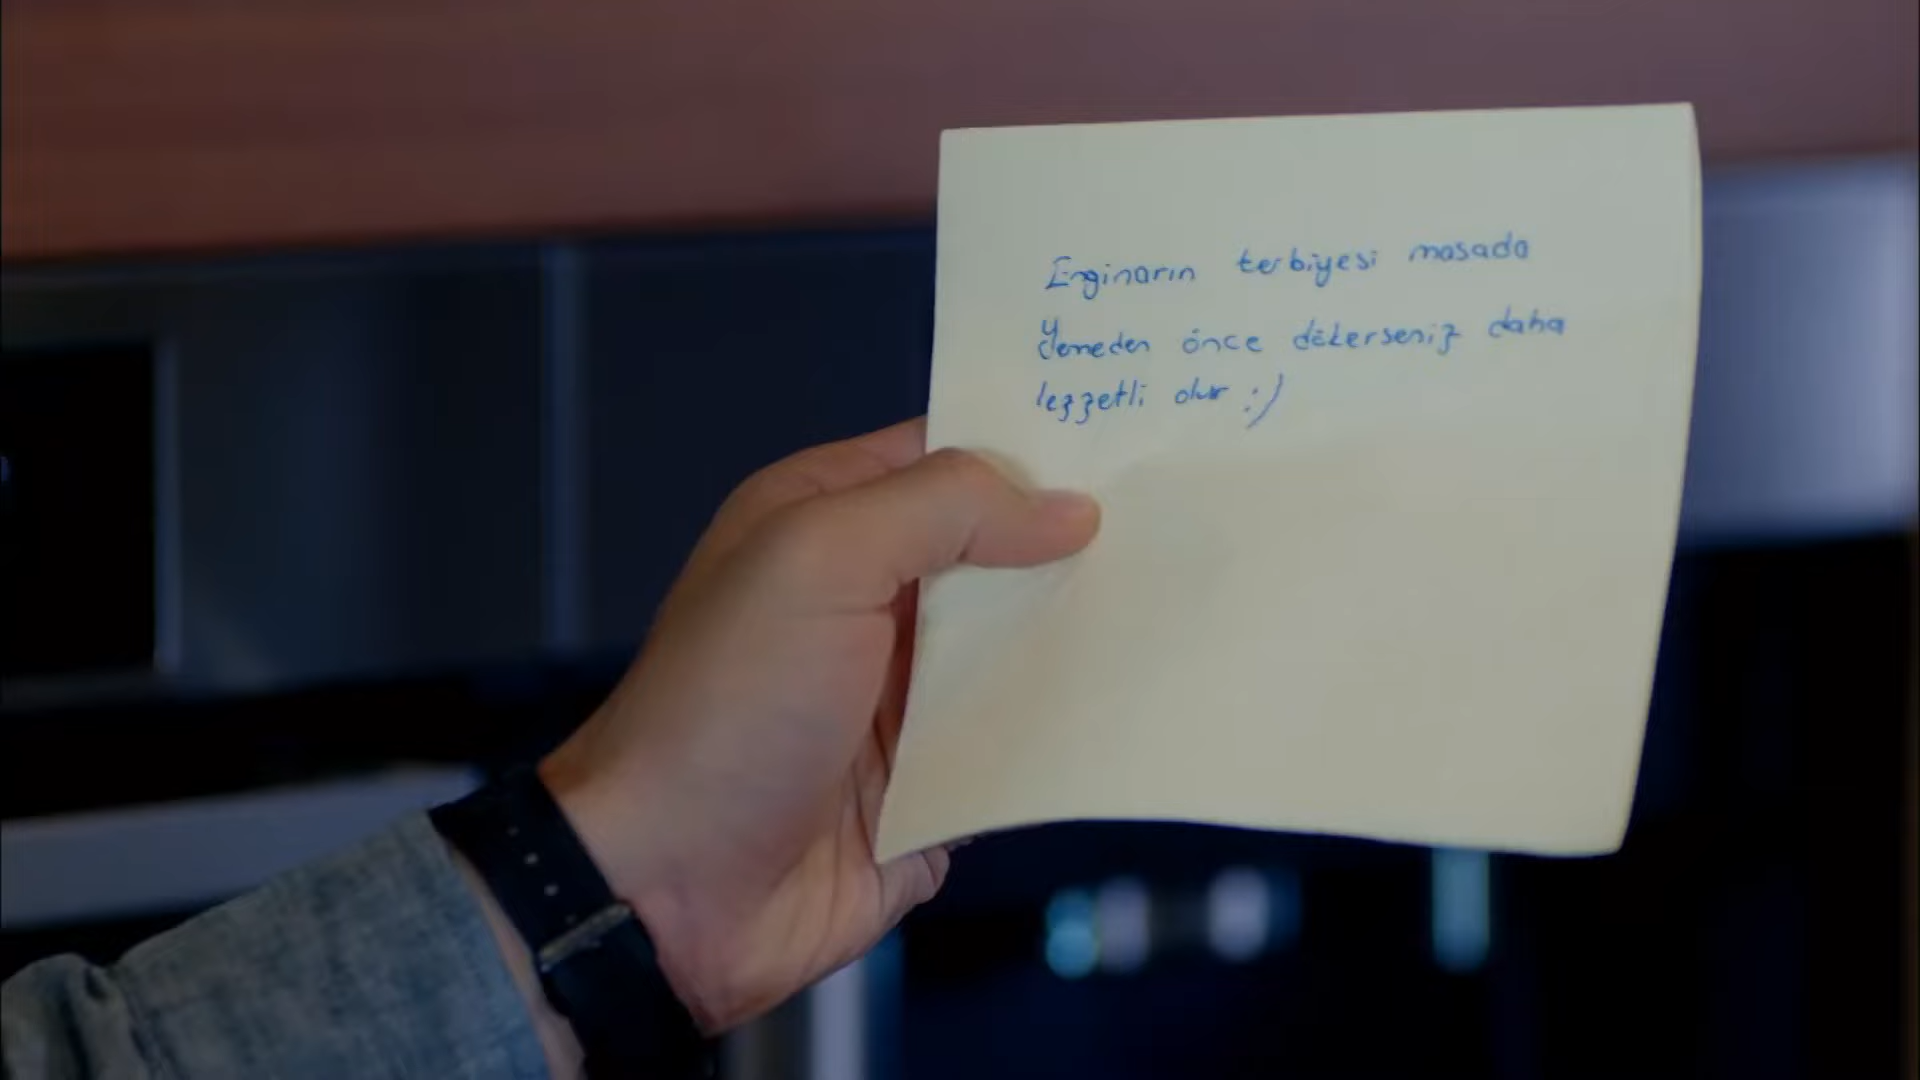 Enginarın terbiyesi masada
Yemeden önce dökerseniz daha
lezzetli olur :)